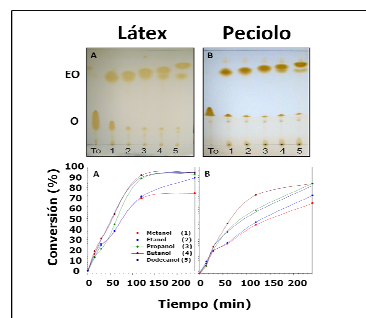 Látex Peciolo
A B
EO
O
To 1 2 3 4 5 To 1 2 3 4 5
Conversión (%)
100
90
80
70
60
50
40
30
20
10
0
A B
Metanol (1)
Etanol (2)
Propanol (3)
Butanol (4)
Dodecanol (5)
0 50 100 150 200 0 50 100 150 200
Tiempo (min) Tiempo (min)